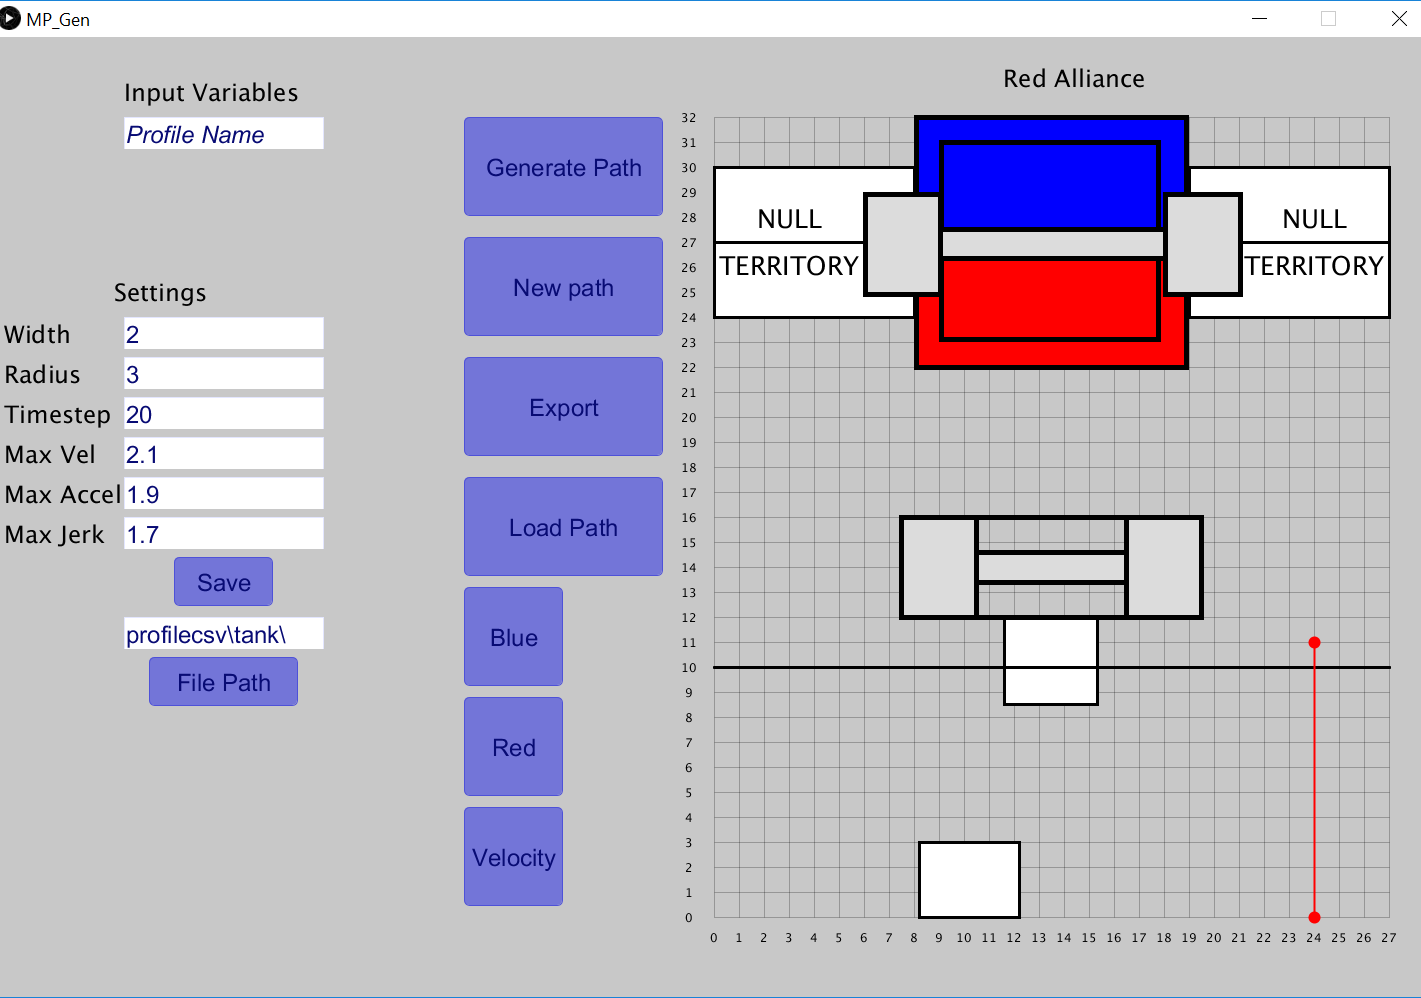 MP_Gen
Input Variables
Profile Name
Settings
Width 2
Radius 3
Timestep 20
Max Vel 2.1
Max Accel 1.9
Max Jerk 1.7
Save
profilecsv\tank\
File Path
Generate Path
New path
Export
Load Path
Blue
Red
Velocity
Red Alliance
32
31
30
29
28
27
26
25
24
23
22
21
20
19
18
17
16
15
14
13
12
11
10
9
8
7
6
5
4
3
2
1
0
NULL
TERRITORY
NULL
TERRITORY
0 1 2 3 4 5 6 7 8 9 10 11 12 13 14 15 16 17 18 19 20 21 22 23 24 25 26 27